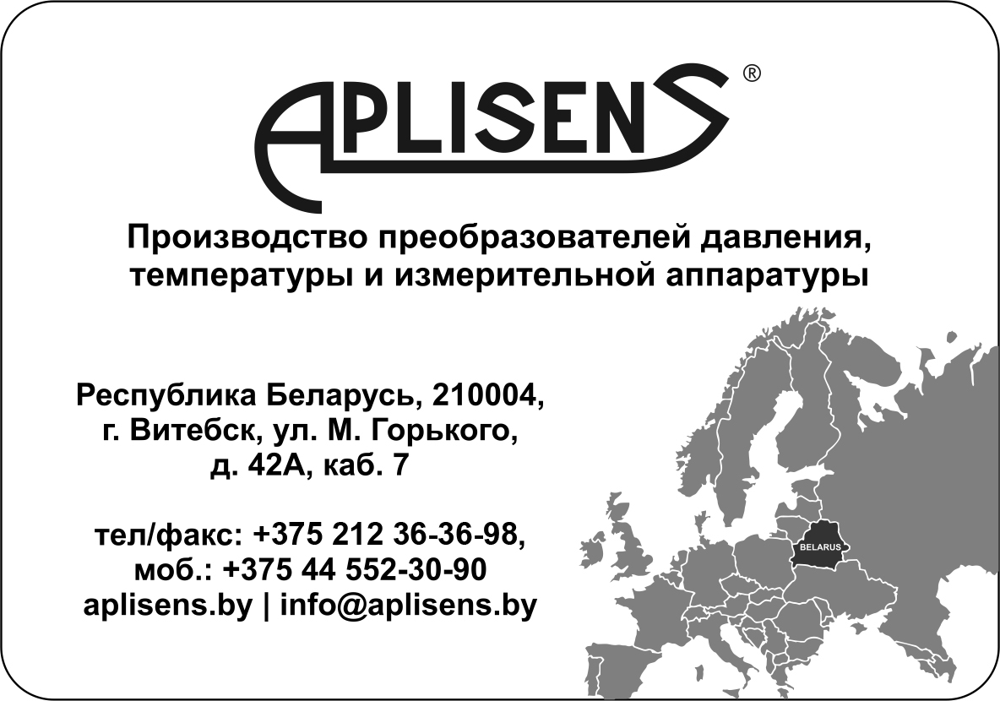 APLISENS ®
Производство преобразователей давления,
температуры и измерительной аппаратуры
Республика Беларусь, 210004,
г. Витебск, ул. М. Горького,
д. 42А, каб. 7
тел/факс: +375 212 36-36-98,
моб.: +375 44 552-30-90
aplisens.by | info@aplisens.by
BELARUS